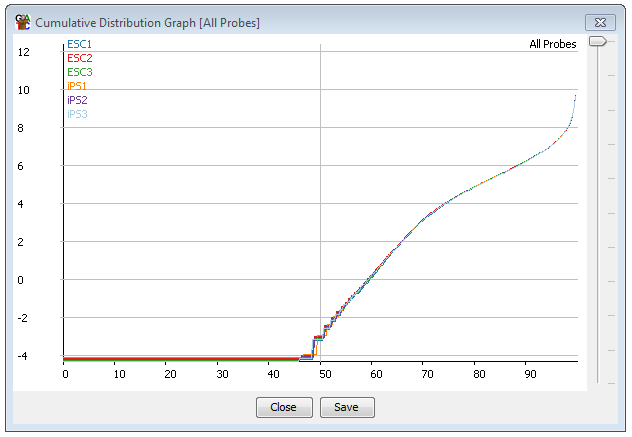 Cumulative Distribution Graph [All Probes]
All Probes
ESC1
ESC2
ESC3
iPS1
iPS2
iPS3
12
10
8
6
4
2
0
-2
-4
0 10 20 30 40 50 60 70 80 90
Close Save